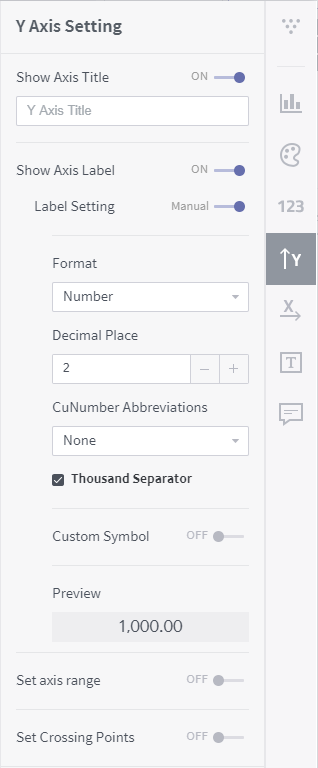 Y Axis Setting
Show Axis Title ON
Y Axis Title
Show Axis Label ON
Label Setting Manual
Format
Number
Decimal Place
2 − +
CuNumber Abbreviations
None
Thousand Separator
Custom Symbol OFF
Preview
1,000.00
Set axis range OFF
Set Crossing Points OFF
123
Y
X
T